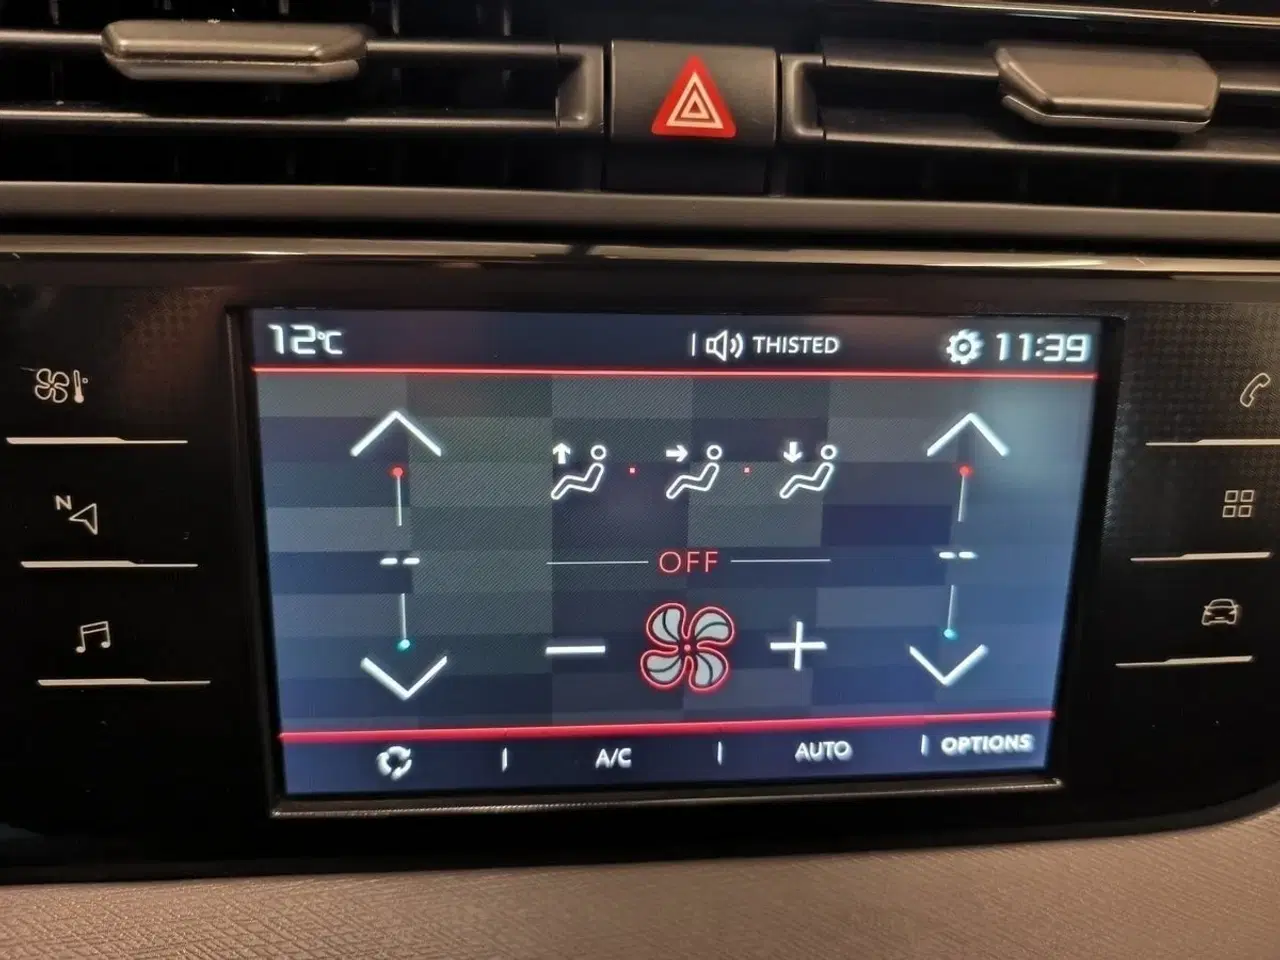 12°C THISTED 11:39
N
-- OFF --
A/C AUTO OPTIONS